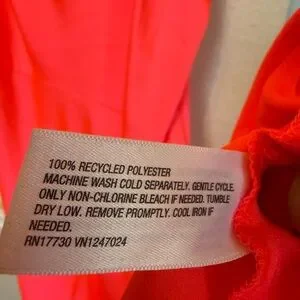 100% RECYCLED POLYESTER
MACHINE WASH COLD SEPARATELY. GENTLE CYCLE.
ONLY NON-CHLORINE BLEACH IF NEEDED. TUMBLE
DRY LOW. REMOVE PROMPTLY. COOL IRON IF
NEEDED.
RN17730 VN1247024